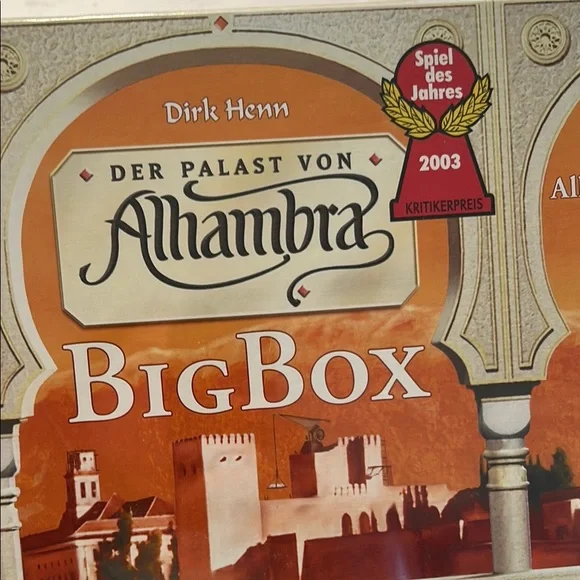 Spiel
des
Jahres
2003
KRITIKERPREIS
Dirk Henn
DER PALAST VON
Alhambra
BIGBOX